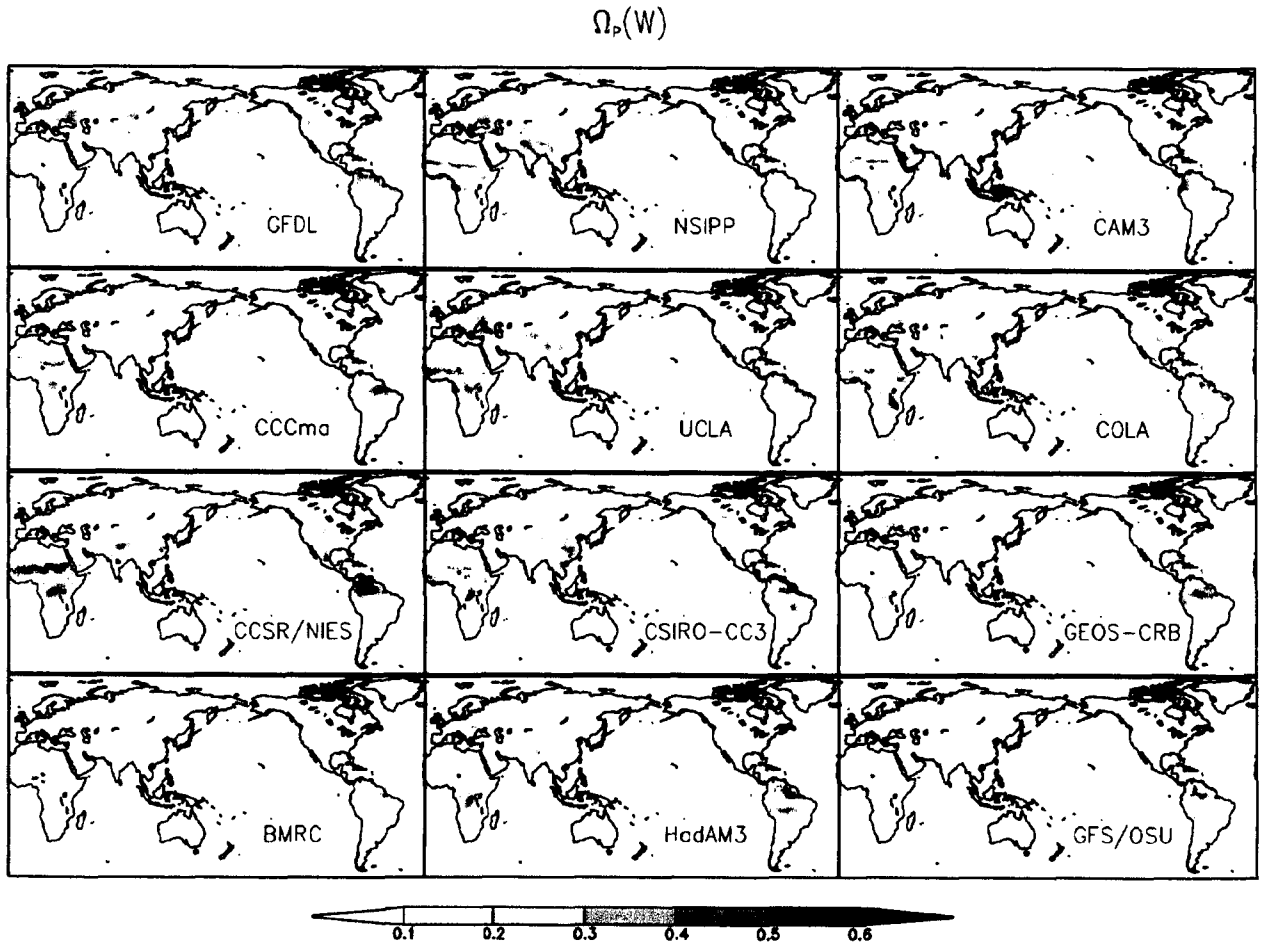 Ωₚ(W)
GFDL
NSIPP
CAM3
CCCma
UCLA
COLA
CCSR/NIES
CSIRO-CC3
GEOS-CRB
BMRC
HadAM3
GFS/OSU
0.1 0.2 0.3 0.4 0.5 0.6